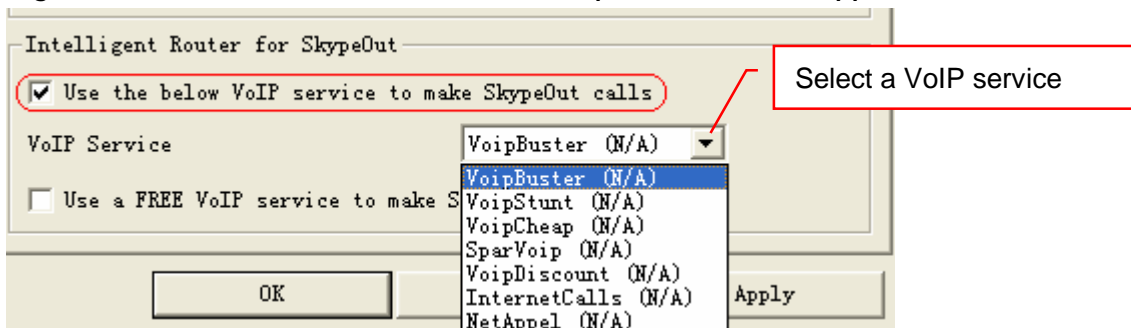 Intelligent Router for SkypeOut
Use the below VoIP service to make SkypeOut calls
Select a VoIP service
VoIP Service
VoipBuster (N/A)
VoipBuster (N/A)
Use a FREE VoIP service to make S
VoipStunt (N/A)
VoipCheap (N/A)
SparVoip (N/A)
VoipDiscount (N/A)
OK
InternetCalls (N/A)
Apply
NetAppel (N/A)